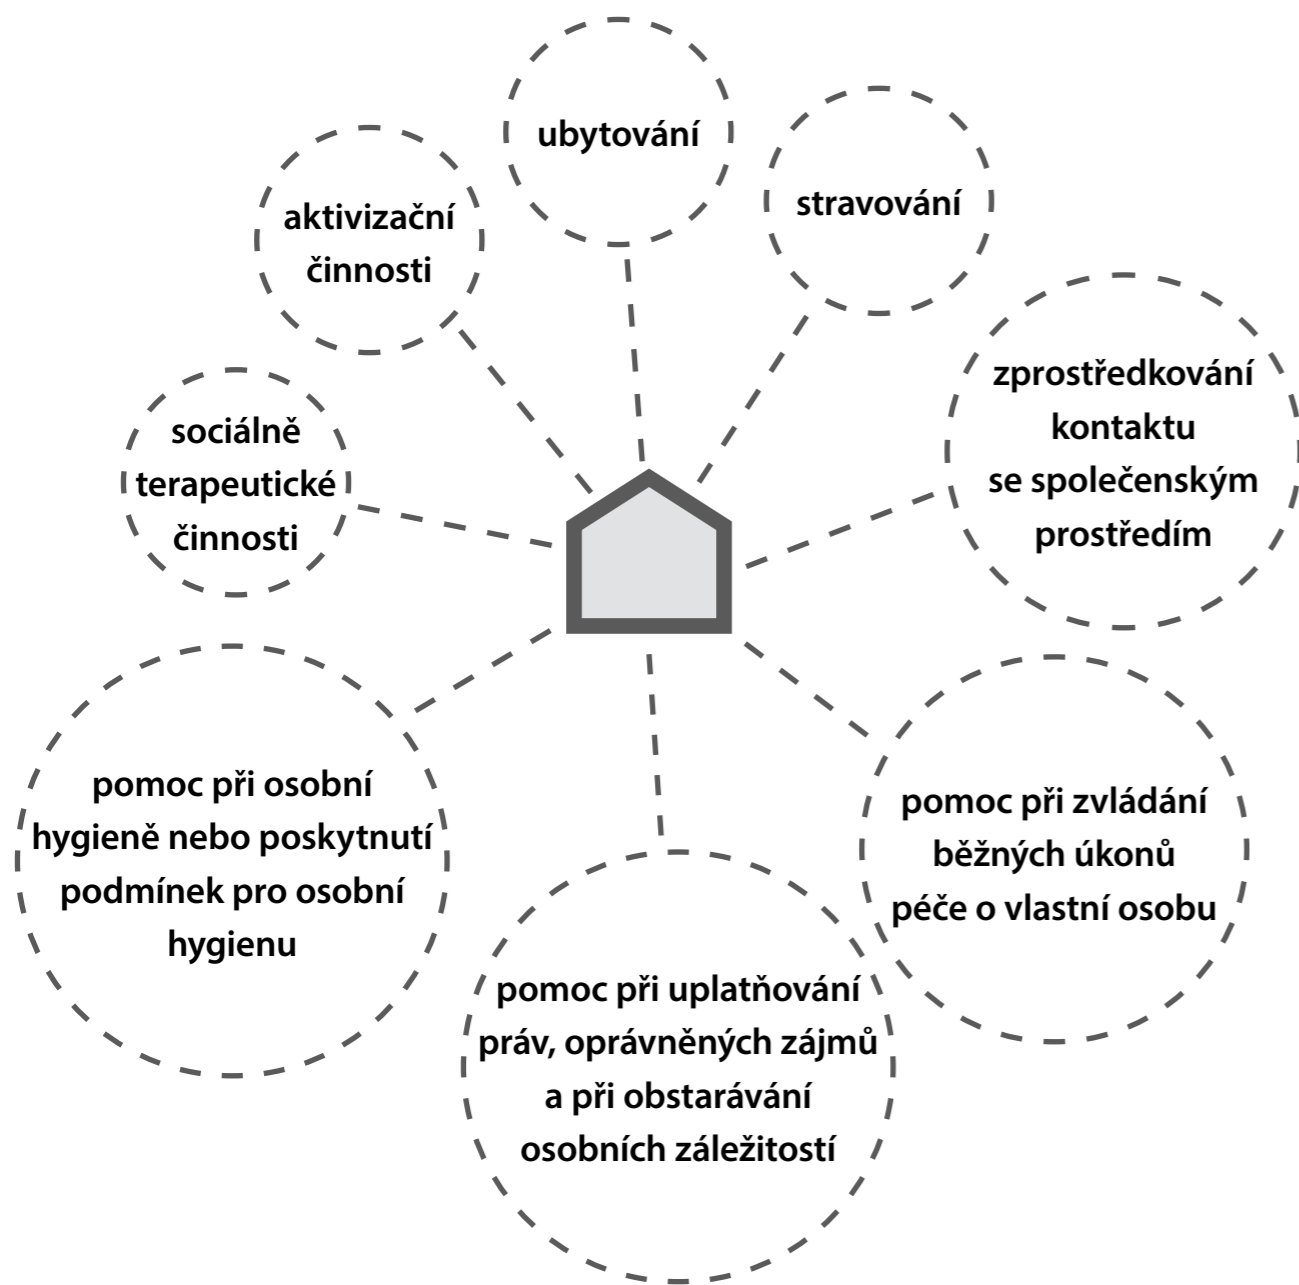 ubytování
stravování
aktivizační
činnosti
zprostředkování
kontaktu
se společenským
prostředím
sociálně
terapeutické
činnosti
pomoc při osobní
hygieně nebo poskytnutí
podmínek pro osobní
hygienu
pomoc při zvládání
běžných úkonů
péče o vlastní osobu
pomoc při uplatňování
práv, oprávněných zájmů
a při obstarávání
osobních záležitostí